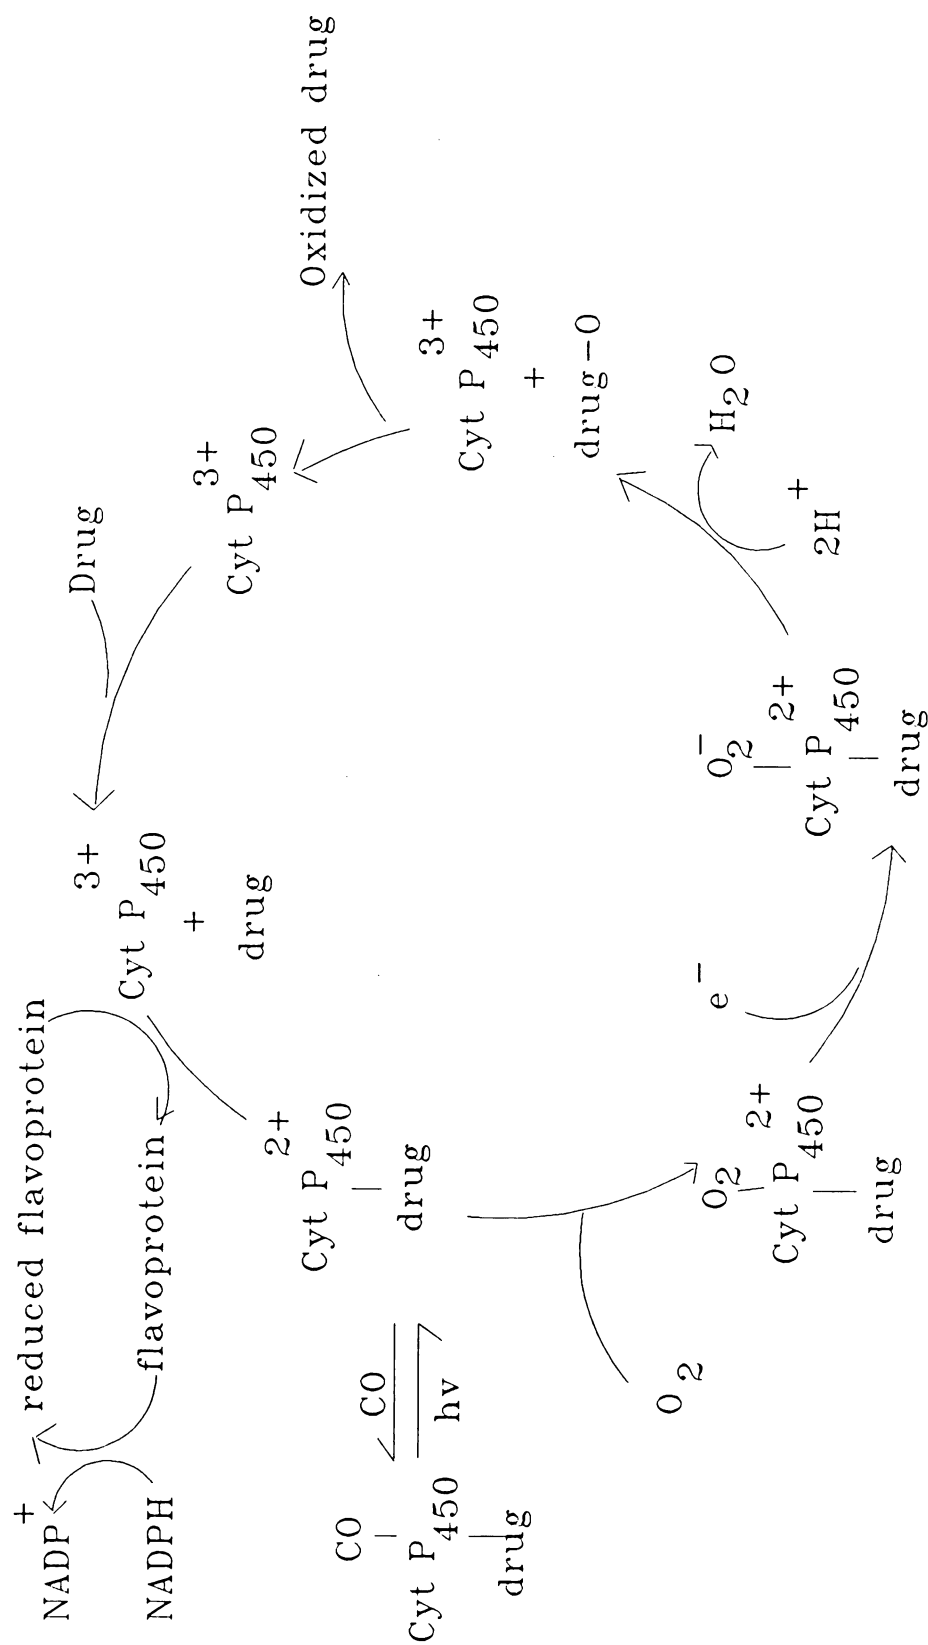 NADP+
reduced flavoprotein
NADPH
flavoprotein
3+
Cyt P450
+
drug
Drug
3+
Cyt P450
Oxidized drug
CO
Cyt P450
drug
CO
hv
2+
Cyt P450
drug
3+
Cyt P450
+
drug-O
O2
O2 2+
Cyt P450
drug
e-
O2- 2+
Cyt P450
drug
2H+
H2O